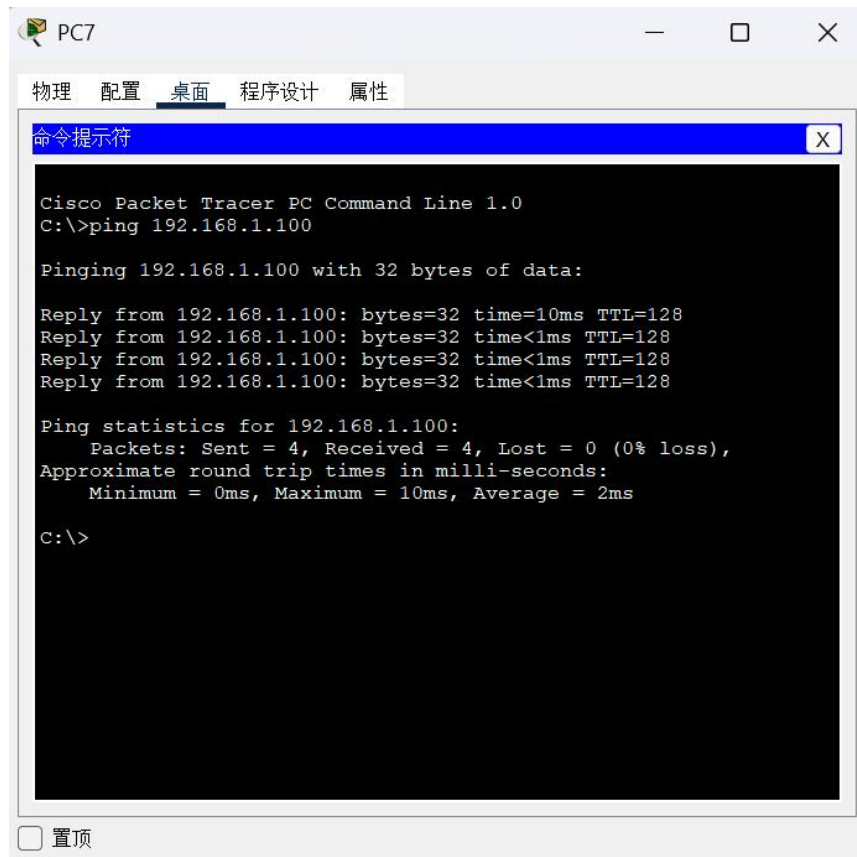 PC7
物理 配置 桌面 程序设计 属性
命令提示符
X
Cisco Packet Tracer PC Command Line 1.0
C:\>ping 192.168.1.100
Pinging 192.168.1.100 with 32 bytes of data:
Reply from 192.168.1.100: bytes=32 time=10ms TTL=128
Reply from 192.168.1.100: bytes=32 time<1ms TTL=128
Reply from 192.168.1.100: bytes=32 time<1ms TTL=128
Reply from 192.168.1.100: bytes=32 time<1ms TTL=128
Ping statistics for 192.168.1.100:
Packets: Sent = 4, Received = 4, Lost = 0 (0% loss),
Approximate round trip times in milli-seconds:
Minimum = 0ms, Maximum = 10ms, Average = 2ms
C:\>
置顶